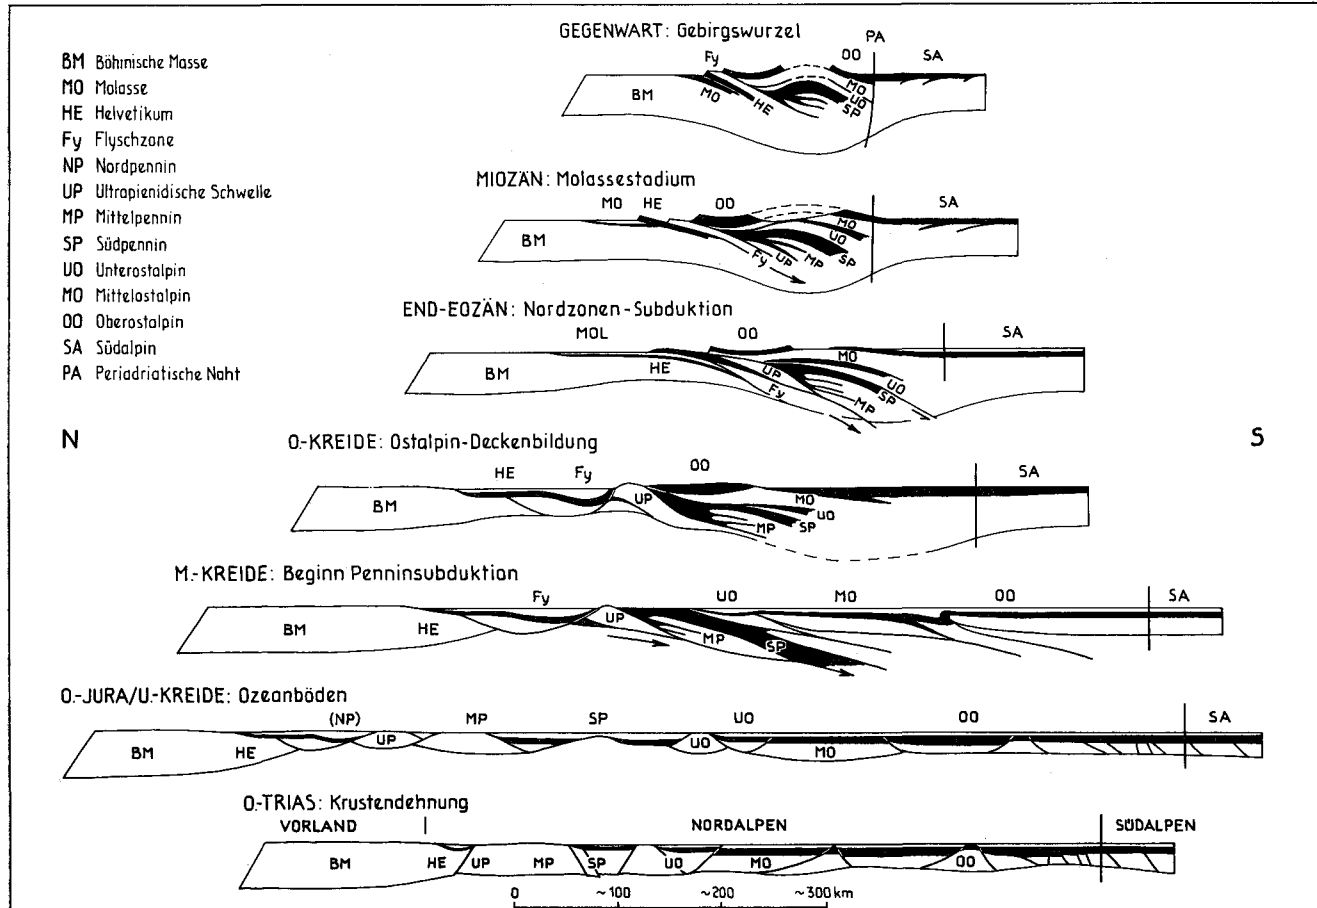 BM Böhmische Masse
MO Molasse
HE Helvetikum
Fy Flyschzone
NP Nordpennin
UP Ultrapienidische Schwelle
MP Mittelpennin
SP Südpennin
UO Unterostalpin
MO Mittelostalpin
OO Oberostalpin
SA Südalpin
PA Periadriatische Naht
N
S
GEGENWART: Gebirgswurzel
PA
Fy OO SA
BM MO HE MO UO SP
MIOZÄN: Molassestadium
MO HE OO SA
BM Fy UP MP SP UO MO
END-EOZÄN: Nordzonen-Subduktion
MOL OO SA
BM HE Fy UP MP SP UO MO
O.-KREIDE: Ostalpin-Deckenbildung
HE Fy OO SA
BM UP MP SP UO MO
M.-KREIDE: Beginn Penninsubduktion
Fy UO MO OO SA
BM HE UP MP SP
O.-JURA/U.-KREIDE: Ozeanböden
(NP) MP SP UO OO SA
BM HE UP UO MO
O.-TRIAS: Krustendehnung
VORLAND NORDALPEN SÜDALPEN
BM HE UP MP SP UO MO OO
0 ~100 ~200 ~300 km